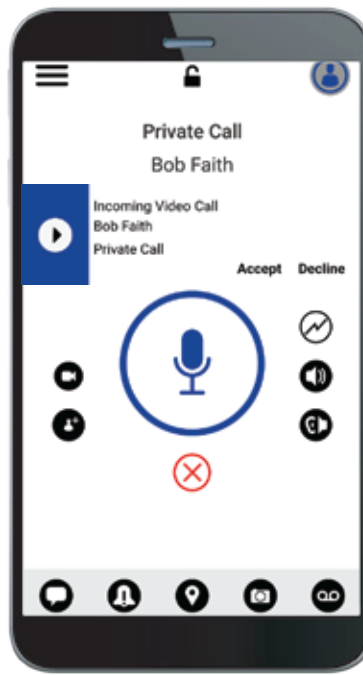 Private Call
Bob Faith
Incoming Video Call
Bob Faith
Private Call
Accept Decline